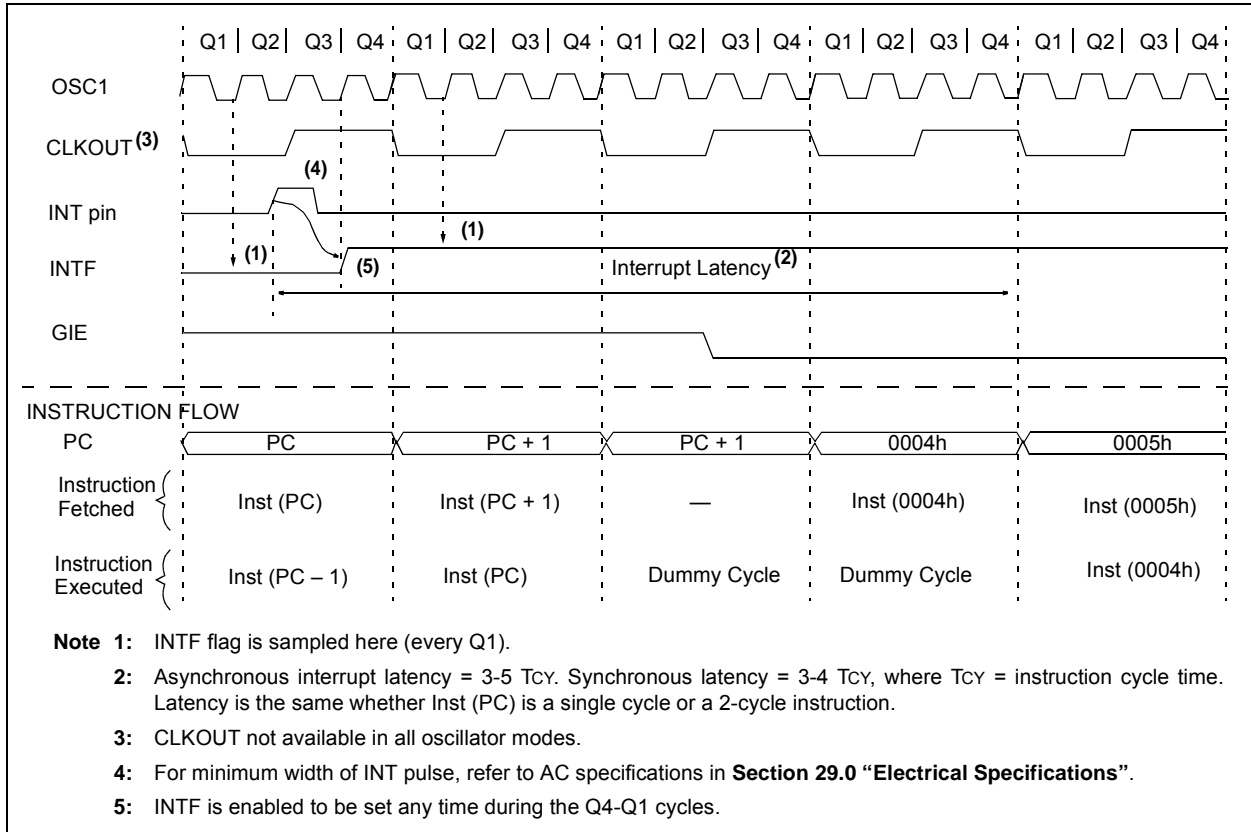 Q1 | Q2 | Q3 | Q4 Q1 | Q2 | Q3 | Q4 Q1 | Q2 | Q3 | Q4 Q1 | Q2 | Q3 | Q4 Q1 | Q2 | Q3 | Q4
OSC1
CLKOUT (3)
(4)
INT pin
(1) (1)
INTF (5) Interrupt Latency (2)
GIE
INSTRUCTION FLOW
PC PC PC + 1 PC + 1 0004h 0005h
Instruction Fetched Inst (PC) Inst (PC + 1) — Inst (0004h) Inst (0005h)
Instruction Executed Inst (PC – 1) Inst (PC) Dummy Cycle Dummy Cycle Inst (0004h)
Note 1: INTF flag is sampled here (every Q1).
2: Asynchronous interrupt latency = 3-5 TCY. Synchronous latency = 3-4 TCY, where TCY = instruction cycle time.
Latency is the same whether Inst (PC) is a single cycle or a 2-cycle instruction.
3: CLKOUT not available in all oscillator modes.
4: For minimum width of INT pulse, refer to AC specifications in Section 29.0 “Electrical Specifications”.
5: INTF is enabled to be set any time during the Q4-Q1 cycles.